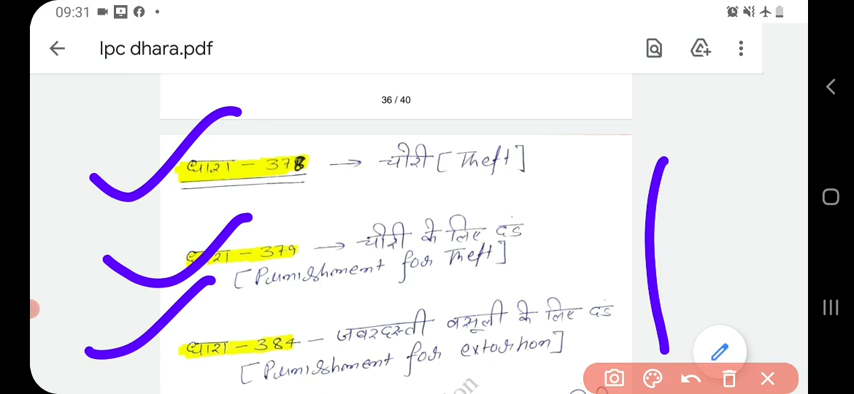 09:31
Ipc dhara.pdf
36 / 40
धारा - 378 → चोरी [Theft]
धारा - 379 → चोरी के लिए दंड
[Punishment for Theft]
धारा - 384 - जबरदस्ती वसूली के लिए दंड
[Punishment for extortion]